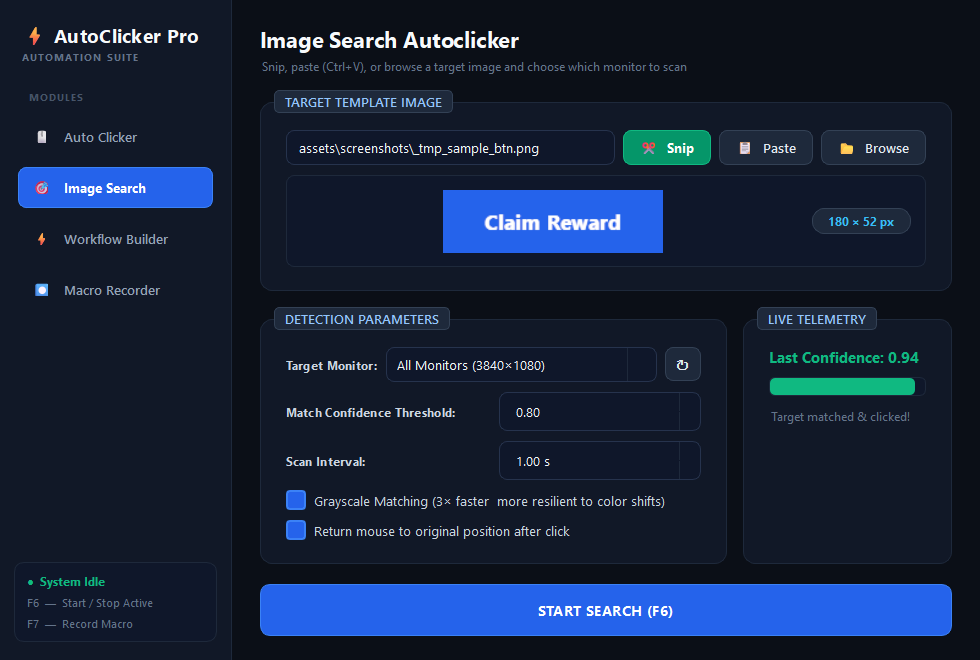 AutoClicker Pro
AUTOMATION SUITE
MODULES
Auto Clicker
Image Search
Workflow Builder
Macro Recorder
● System Idle
F6 — Start / Stop Active
F7 — Record Macro
Image Search Autoclicker
Snip, paste (Ctrl+V), or browse a target image and choose which monitor to scan
TARGET TEMPLATE IMAGE
assets\screenshots\_tmp_sample_btn.png Snip Paste Browse
Claim Reward
180 × 52 px
DETECTION PARAMETERS
Target Monitor: All Monitors (3840×1080) ↻
Match Confidence Threshold: 0.80
Scan Interval: 1.00 s
Grayscale Matching (3× faster  more resilient to color shifts)
Return mouse to original position after click
LIVE TELEMETRY
Last Confidence: 0.94
Target matched & clicked!
START SEARCH (F6)